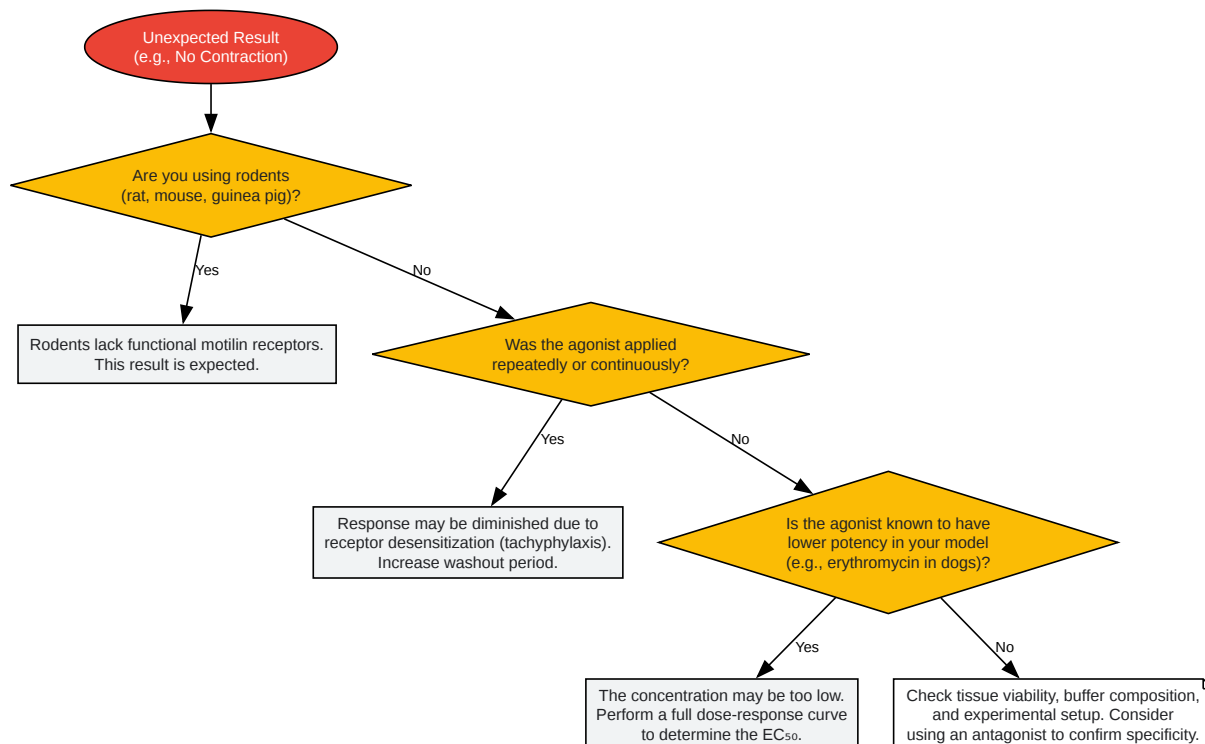 Unexpected Result
(e.g., No Contraction)
Are you using rodents
(rat, mouse, guinea pig)?
Yes
No
Rodents lack functional motilin receptors.
This result is expected.
Was the agonist applied
repeatedly or continuously?
Yes
No
Response may be diminished due to
receptor desensitization (tachyphylaxis).
Increase washout period.
Is the agonist known to have
lower potency in your model
(e.g., erythromycin in dogs)?
Yes
No
The concentration may be too low.
Perform a full dose-response curve
to determine the EC₅₀.
Check tissue viability, buffer composition,
and experimental setup. Consider
using an antagonist to confirm specificity.